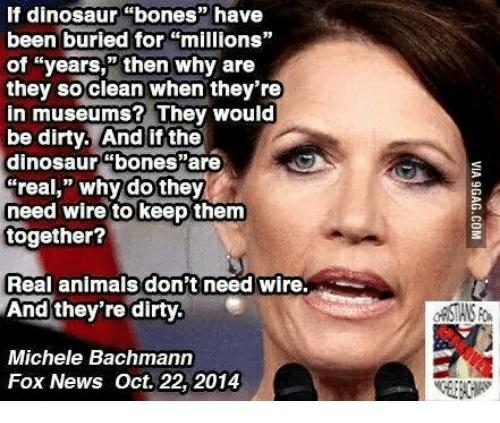 If dinosaur “bones” have
been buried for “millions”
of “years,” then why are
they so clean when they’re
in museums? They would
be dirty. And if the
dinosaur “bones”are
“real,” why do they
need wire to keep them
together?
Real animals don’t need wire.
And they’re dirty.
Michele Bachmann
Fox News Oct. 22, 2014
VIA 9GAG.COM
CHRISTIANS FOR